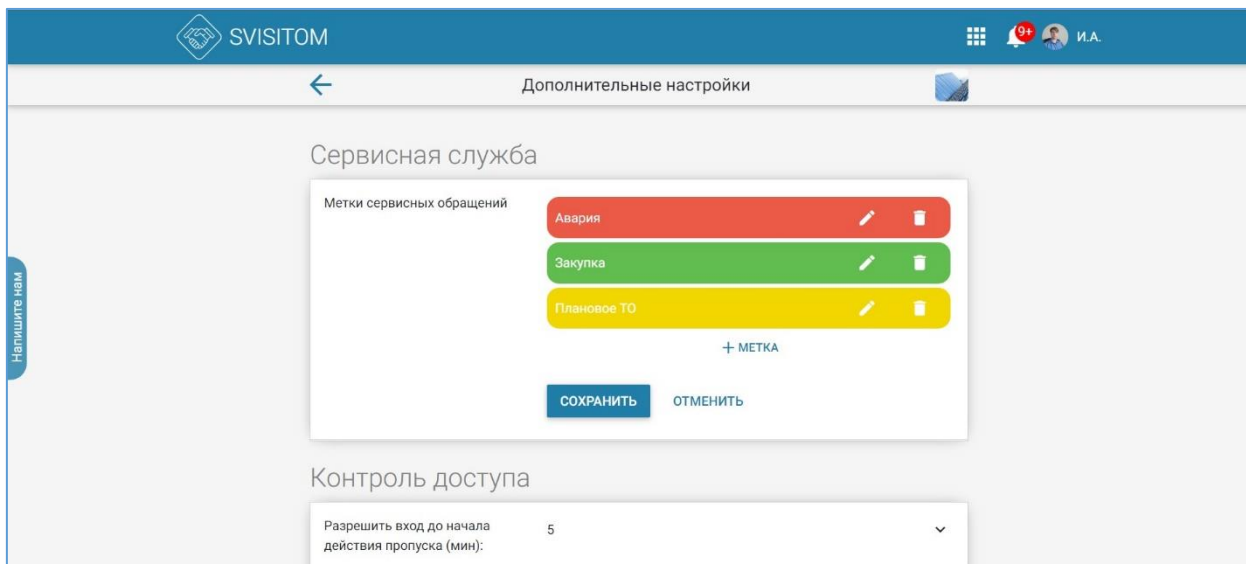 SVISITOM
9+
И.А.
Дополнительные настройки
Сервисная служба
Метки сервисных обращений
Авария
Закупка
Плановое ТО
+ МЕТКА
СОХРАНИТЬ ОТМЕНИТЬ
Напишите нам
Контроль доступа
Разрешить вход до начала 5
действия пропуска (мин):